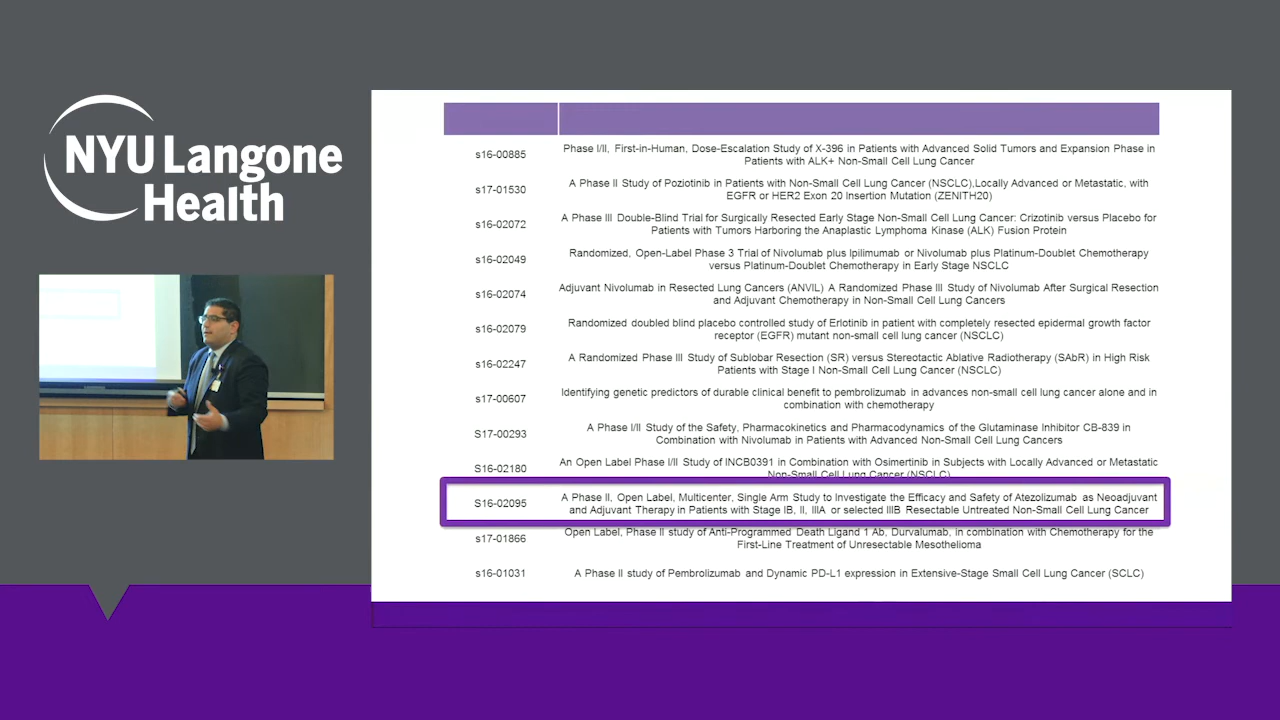 NYU Langone
Health
s16-00885
Phase I/II, First-in-Human, Dose-Escalation Study of X-396 in Patients with Advanced Solid Tumors and Expansion Phase in
Patients with ALK+ Non-Small Cell Lung Cancer
s17-01530
A Phase II Study of Poziotinib in Patients with Non-Small Cell Lung Cancer (NSCLC),Locally Advanced or Metastatic, with
EGFR or HER2 Exon 20 Insertion Mutation (ZENITH20)
s16-02072
A Phase III Double-Blind Trial for Surgically Resected Early Stage Non-Small Cell Lung Cancer: Crizotinib versus Placebo for
Patients with Tumors Harboring the Anaplastic Lymphoma Kinase (ALK) Fusion Protein
s16-02049
Randomized, Open-Label Phase 3 Trial of Nivolumab plus Ipilimumab or Nivolumab plus Platinum-Doublet Chemotherapy
versus Platinum-Doublet Chemotherapy in Early Stage NSCLC
s16-02074
Adjuvant Nivolumab in Resected Lung Cancers (ANVIL) A Randomized Phase III Study of Nivolumab After Surgical Resection
and Adjuvant Chemotherapy in Non-Small Cell Lung Cancers
s16-02079
Randomized doubled blind placebo controlled study of Erlotinib in patient with completely resected epidermal growth factor
receptor (EGFR) mutant non-small cell lung cancer (NSCLC)
s16-02247
A Randomized Phase III Study of Sublobar Resection (SR) versus Stereotactic Ablative Radiotherapy (SAbR) in High Risk
Patients with Stage I Non-Small Cell Lung Cancer (NSCLC)
s17-00607
Identifying genetic predictors of durable clinical benefit to pembrolizumab in advances non-small cell lung cancer alone and in
combination with chemotherapy
S17-00293
A Phase I/II Study of the Safety, Pharmacokinetics and Pharmacodynamics of the Glutaminase Inhibitor CB-839 in
Combination with Nivolumab in Patients with Advanced Non-Small Cell Lung Cancers
S16-02180
An Open Label Phase I/II Study of INCB0391 in Combination with Osimertinib in Subjects with Locally Advanced or Metastatic
Non-Small Cell Lung Cancer (NSCLC)
S16-02095
A Phase II, Open Label, Multicenter, Single Arm Study to Investigate the Efficacy and Safety of Atezolizumab as Neoadjuvant
and Adjuvant Therapy in Patients with Stage IB, II, IIIA or selected IIIB Resectable Untreated Non-Small Cell Lung Cancer
s17-01866
Open Label, Phase II study of Anti-Programmed Death Ligand 1 Ab, Durvalumab, in combination with Chemotherapy for the
First-Line Treatment of Unresectable Mesothelioma
s16-01031
A Phase II study of Pembrolizumab and Dynamic PD-L1 expression in Extensive-Stage Small Cell Lung Cancer (SCLC)